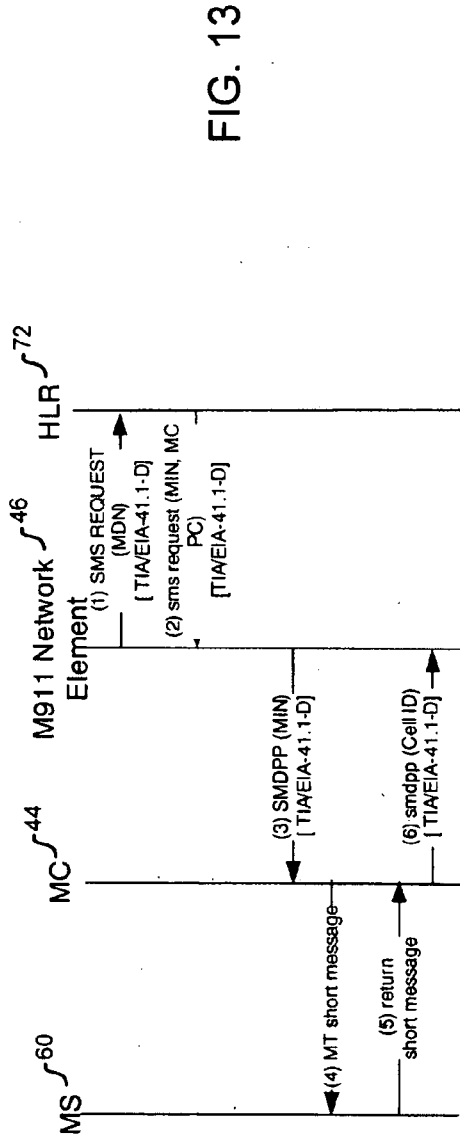 FIG. 13
MS 60
MC 44
M911 Network 46
Element
HLR 72
(1) SMS REQUEST
(MDN)
[ TIA/EIA-41.1-D]
(2) sms request (MIN, MC
PC)
[TIA/EIA-41.1-D]
(3) SMDPP (MIN)
[ TIA/EIA-41.1-D]
(4) MT short message
(5) return
short message
(6) smdpp (Cell ID)
[ TIA/EIA-41.1-D]